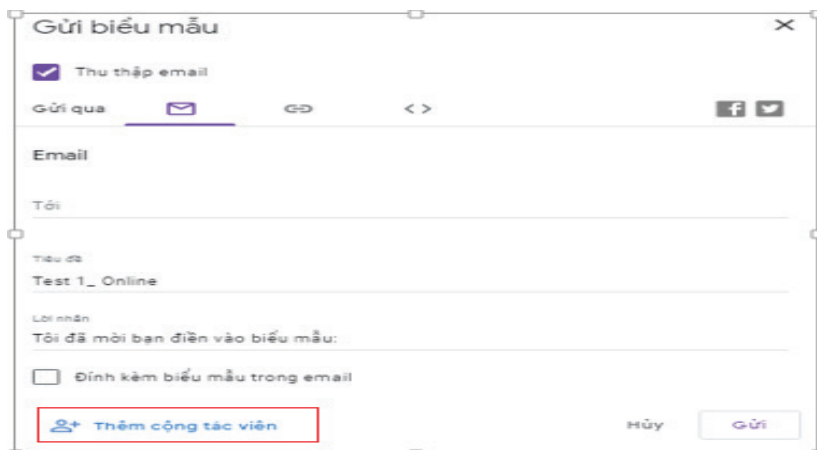 Gửi biểu mẫu
Thu thập email
Gửi qua
Email
Tới
Tiêu đề
Test 1_ Online
Lời nhắn
Tôi đã mời bạn điền vào biểu mẫu:
Đính kèm biểu mẫu trong email
Thêm cộng tác viên
Hủy
Gửi